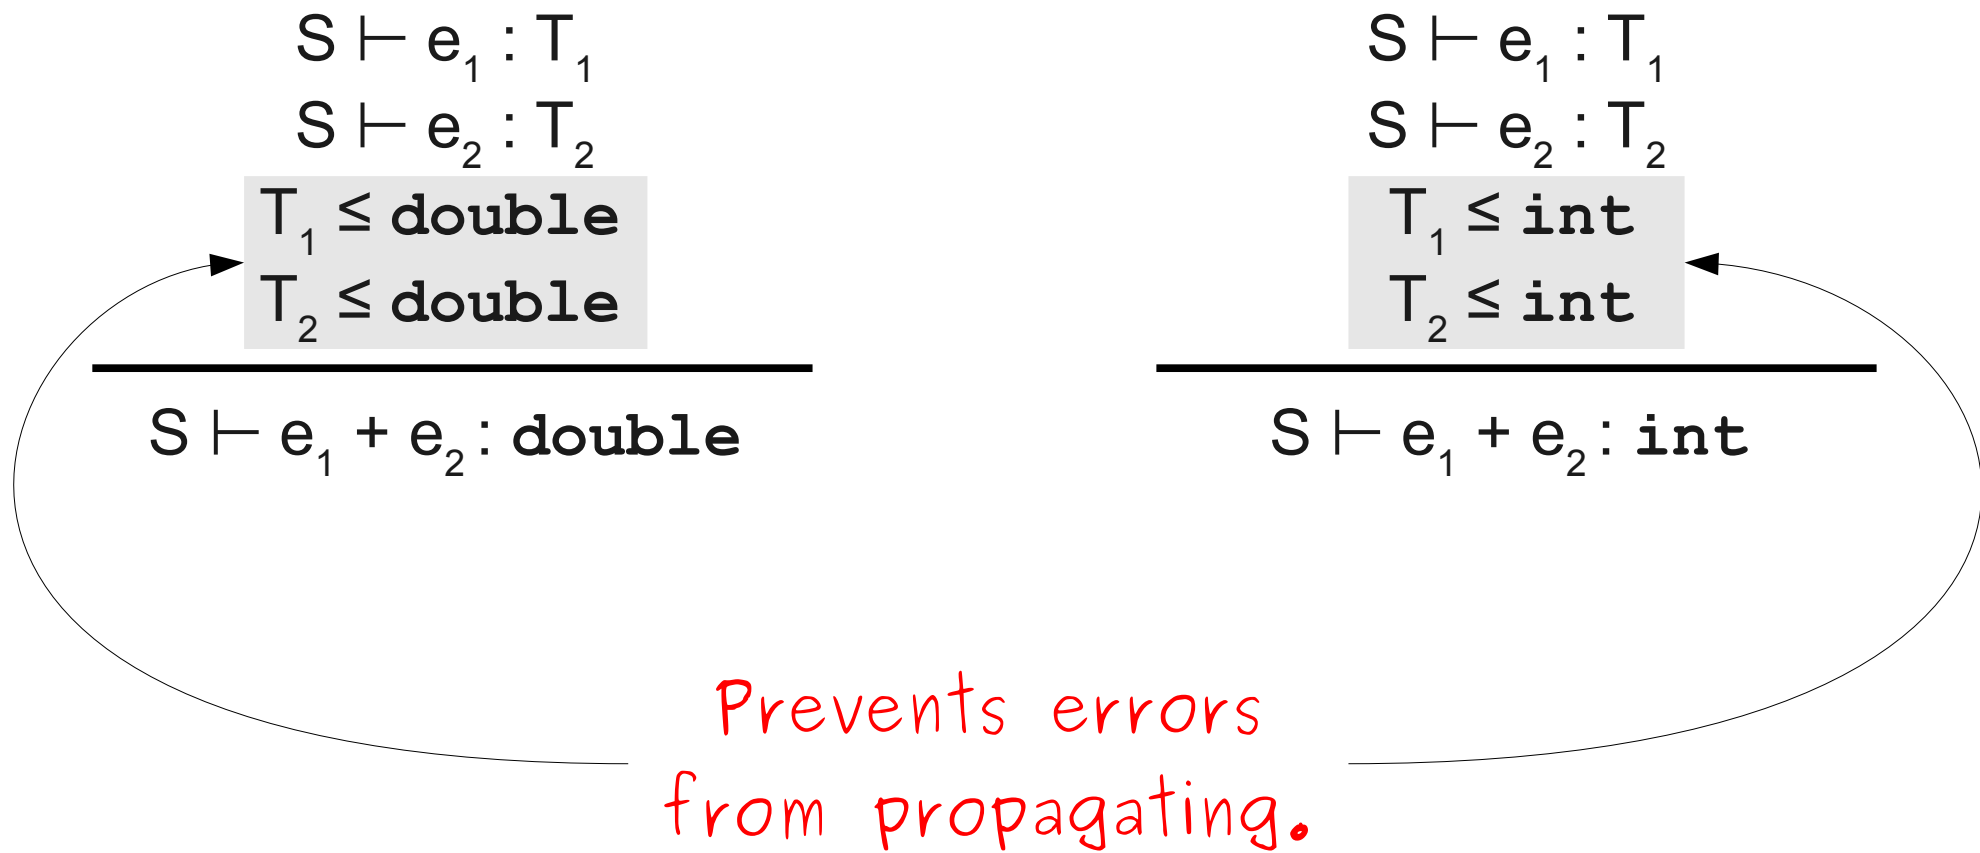 S ⊢ e₁ : T₁
S ⊢ e₂ : T₂
T₁ ≤ double
T₂ ≤ double
S ⊢ e₁ + e₂ : double
S ⊢ e₁ : T₁
S ⊢ e₂ : T₂
T₁ ≤ int
T₂ ≤ int
S ⊢ e₁ + e₂ : int
Prevents errors
from propagating.